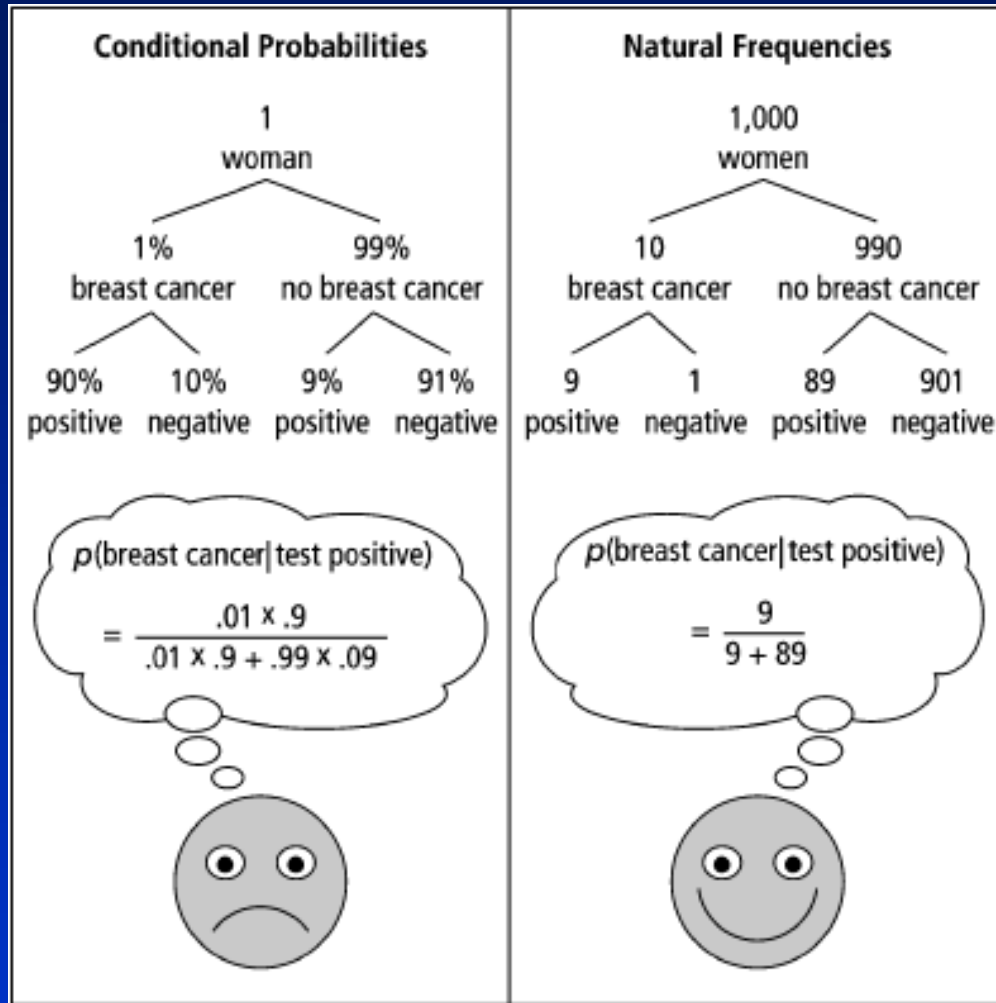 Conditional Probabilities
1
woman
1% 99%
breast cancer no breast cancer
90% 10% 9% 91%
positive negative positive negative
p(breast cancer|test positive)
= .01 x .9
.01 x .9 + .99 x .09
Natural Frequencies
1,000
women
10 990
breast cancer no breast cancer
9 1 89 901
positive negative positive negative
p(breast cancer|test positive)
= 9
9 + 89